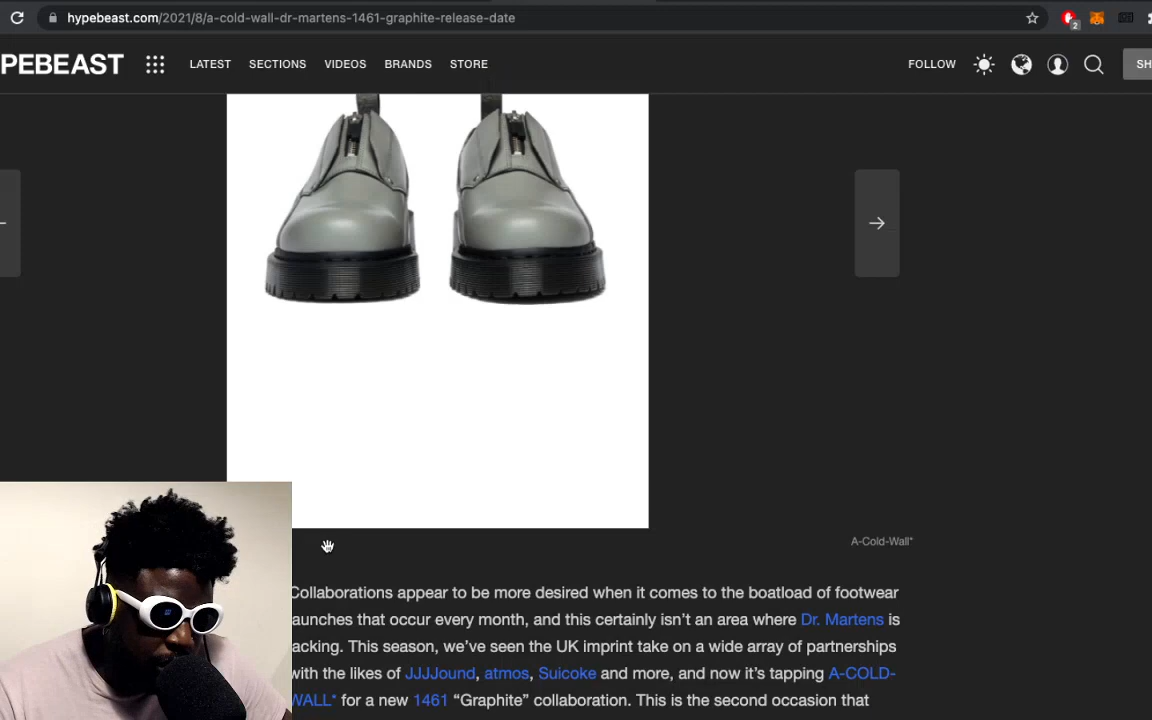 hypebeast.com/2021/8/a-cold-wall-dr-martens-1461-graphite-release-date
2
PEBEAST LATEST SECTIONS VIDEOS BRANDS STORE FOLLOW SH
A-Cold-Wall*
Collaborations appear to be more desired when it comes to the boatload of footwear
aunches that occur every month, and this certainly isn’t an area where Dr. Martens is
acking. This season, we’ve seen the UK imprint take on a wide array of partnerships
with the likes of JJJJound, atmos, Suicoke and more, and now it’s tapping A-COLD-
WALL* for a new 1461 “Graphite” collaboration. This is the second occasion that